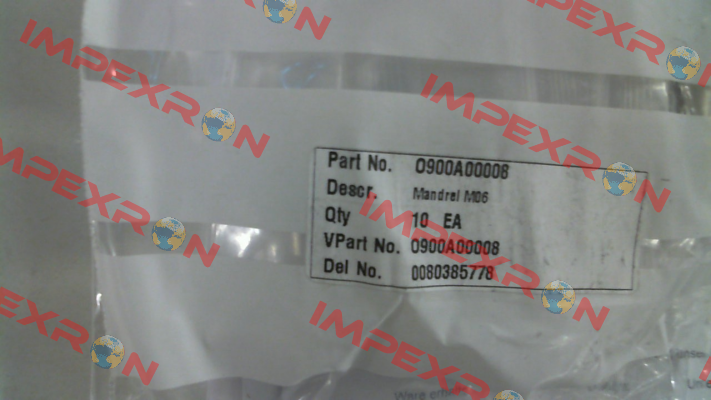 IMPEXRON
IMPEXRON
IMPEXRON
IMPEXRON
Part No. 0900A00008
Descr. Mandrel M06
Qty 10 EA
VPart No. 0900A00008
Del No. 0080385778
IMPEXRON
IMPEXRON
IMPEXRON
IMPEXRON
Ware